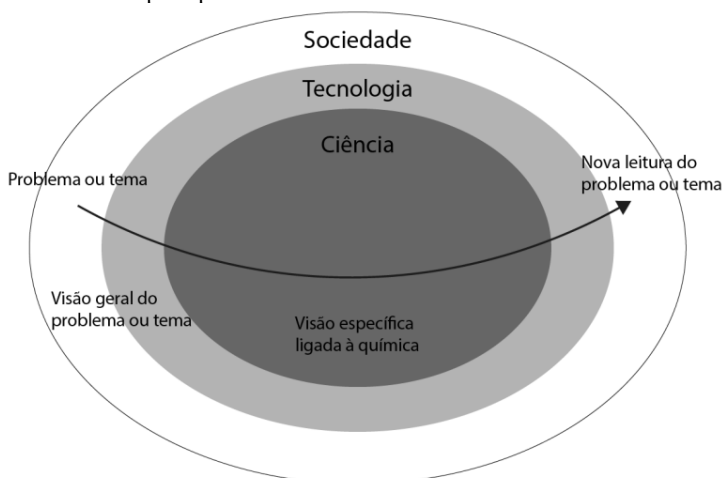 Sociedade
Tecnologia
Ciência
Problema ou tema
Nova leitura do
problema ou tema
Visão geral do
problema ou tema
Visão específica
ligada à química